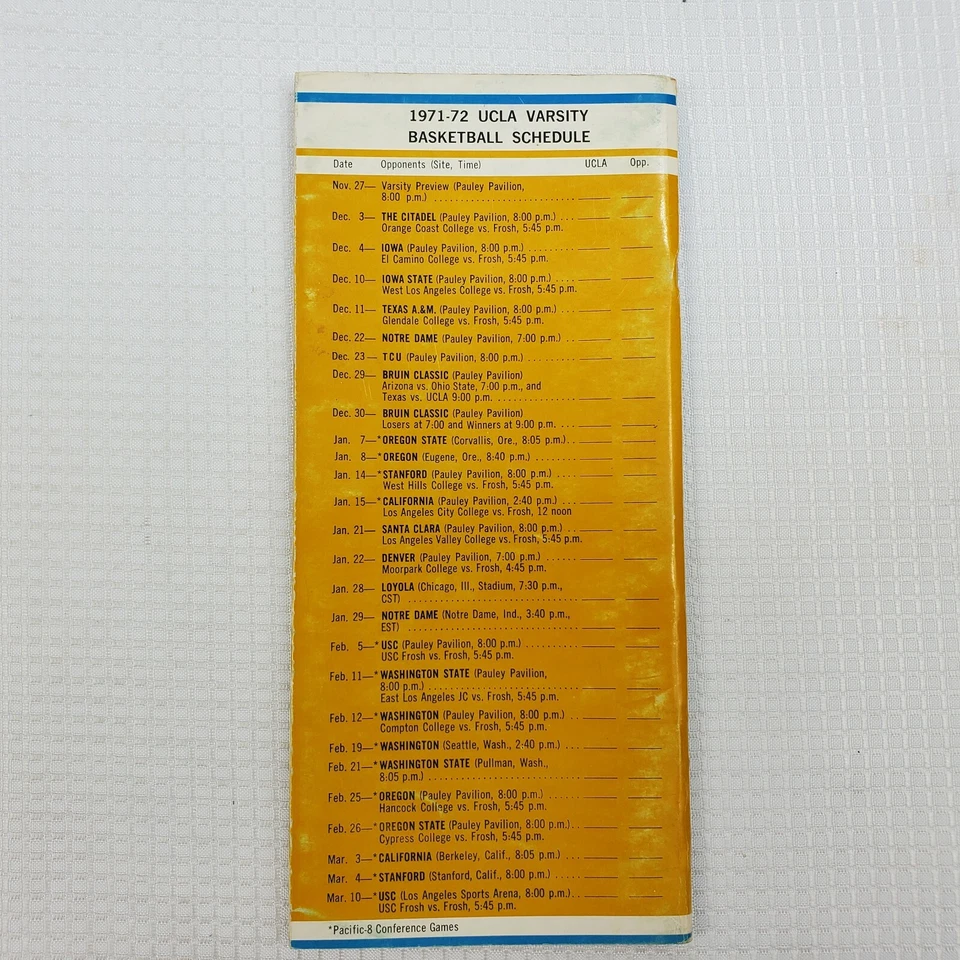 1971-72 UCLA VARSITY
BASKETBALL SCHEDULE
Date Opponents (Site, Time) UCLA Opp.
Nov. 27— Varsity Preview (Pauley Pavilion,
8:00 p.m.) ........................
Dec. 3— THE CITADEL (Pauley Pavilion, 8:00 p.m.) ...
Orange Coast College vs. Frosh, 5:45 p.m.
Dec. 4— IOWA (Pauley Pavilion, 8:00 p.m.) .........
El Camino College vs. Frosh, 5:45 p.m.
Dec. 10— IOWA STATE (Pauley Pavilion, 8:00 p.m.) ....
West Los Angeles College vs. Frosh, 5:45 p.m.
Dec. 11— TEXAS A.&M. (Pauley Pavilion, 8:00 p.m.) ...
Glendale College vs. Frosh, 5:45 p.m.
Dec. 22— NOTRE DAME (Pauley Pavilion, 7:00 p.m.) ..
Dec. 23— TCU (Pauley Pavilion, 8:00 p.m.) ..........
Dec. 29— BRUIN CLASSIC (Pauley Pavilion)
Arizona vs. Ohio State, 7:00 p.m., and
Texas vs. UCLA 9:00 p.m. ..............
Dec. 30— BRUIN CLASSIC (Pauley Pavilion)
Losers at 7:00 and Winners at 9:00 p.m. ....
Jan. 7—*OREGON STATE (Corvallis, Ore., 8:05 p.m.)..
Jan. 8—*OREGON (Eugene, Ore., 8:40 p.m.) ........
Jan. 14—*STANFORD (Pauley Pavilion, 8:00 p.m.) ....
West Hills College vs. Frosh, 5:45 p.m.
Jan. 15—*CALIFORNIA (Pauley Pavilion, 2:40 p.m.) ...
Los Angeles City College vs. Frosh, 12 noon
Jan. 21— SANTA CLARA (Pauley Pavilion, 8:00 p.m.) ..
Los Angeles Valley College vs. Frosh, 5:45 p.m.
Jan. 22— DENVER (Pauley Pavilion, 7:00 p.m.) ......
Moorpark College vs. Frosh, 4:45 p.m.
Jan. 28— LOYOLA (Chicago, Ill., Stadium, 7:30 p.m.,
CST) ..............................
Jan. 29— NOTRE DAME (Notre Dame, Ind., 3:40 p.m.,
EST) ..............................
Feb. 5—*USC (Pauley Pavilion, 8:00 p.m.) ..........
USC Frosh vs. Frosh, 5:45 p.m.
Feb. 11—*WASHINGTON STATE (Pauley Pavilion,
8:00 p.m.) ..........................
East Los Angeles JC vs. Frosh, 5:45 p.m.
Feb. 12—*WASHINGTON (Pauley Pavilion, 8:00 p.m.) ..
Compton College vs. Frosh, 5:45 p.m.
Feb. 19—*WASHINGTON (Seattle, Wash., 2:40 p.m.) ...
Feb. 21—*WASHINGTON STATE (Pullman, Wash.,
8:05 p.m.) ..........................
Feb. 25—*OREGON (Pauley Pavilion, 8:00 p.m.) ......
Hancock College vs. Frosh, 5:45 p.m.
Feb. 26—*OREGON STATE (Pauley Pavilion, 8:00 p.m.)..
Cypress College vs. Frosh, 5:45 p.m.
Mar. 3—*CALIFORNIA (Berkeley, Calif., 8:05 p.m.) ...
Mar. 4—*STANFORD (Stanford, Calif., 8:00 p.m.) .....
Mar. 10—*USC (Los Angeles Sports Arena, 8:00 p.m.)..
USC Frosh vs. Frosh, 5:45 p.m.
*Pacific-8 Conference Games